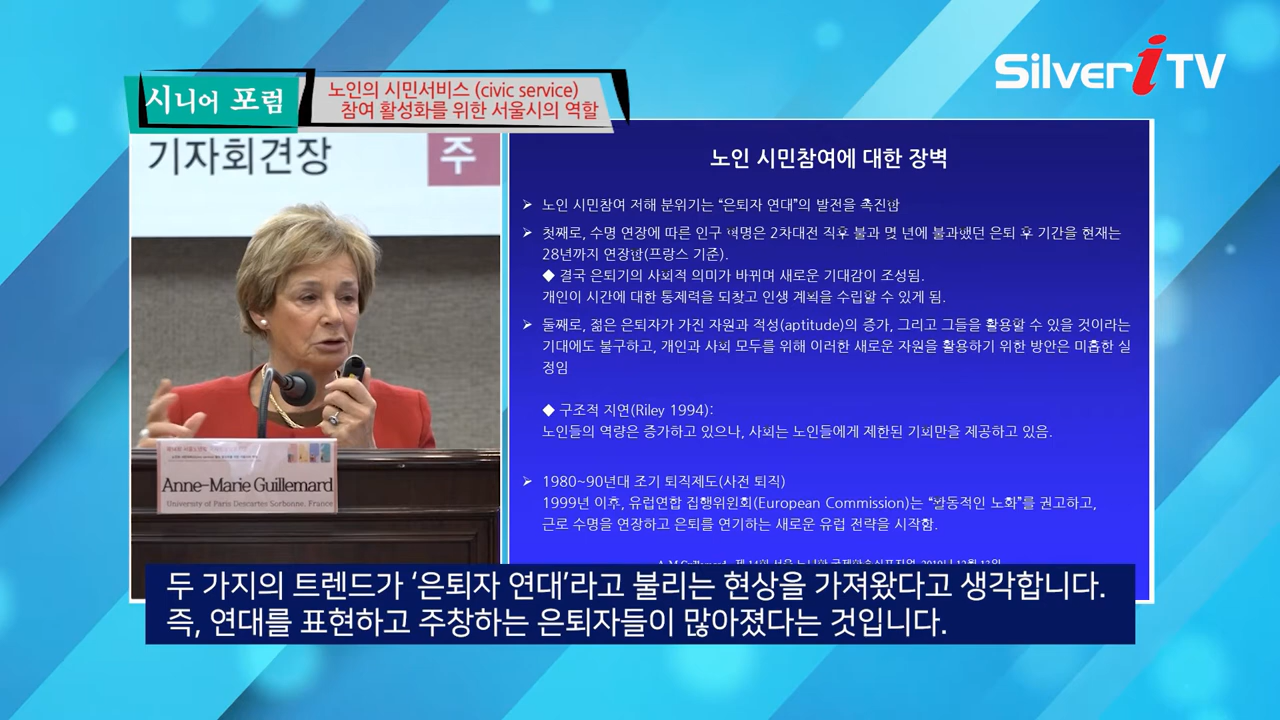 Silver i TV
시니어 포럼
노인의 시민서비스 (civic service)
참여 활성화를 위한 서울시의 역할
기자회견장
주
Anne-Marie Guillemard
University of Paris Descartes Sorbonne, France
노인 시민참여에 대한 장벽
➢ 노인 시민참여 저해 분위기는 “은퇴자 연대”의 발전을 촉진함
➢ 첫째로, 수명 연장에 따른 인구 혁명은 2차대전 직후 불과 몇 년에 불과했던 은퇴 후 기간을 현재는
28년까지 연장함(프랑스 기준).
◆ 결국 은퇴기의 사회적 의미가 바뀌며 새로운 기대감이 조성됨.
개인이 시간에 대한 통제력을 되찾고 인생 계획을 수립할 수 있게 됨.
➢ 둘째로, 젊은 은퇴자가 가진 자원과 적성(aptitude)의 증가, 그리고 그들을 활용할 수 있을 것이라는
기대에도 불구하고, 개인과 사회 모두를 위해 이러한 새로운 자원을 활용하기 위한 방안은 미흡한 실
정임
◆ 구조적 지연(Riley 1994):
노인들의 역량은 증가하고 있으나, 사회는 노인들에게 제한된 기회만을 제공하고 있음.
➢ 1980~90년대 조기 퇴직제도(사전 퇴직)
1999년 이후, 유럽연합 집행위원회(European Commission)는 “활동적인 노화”를 권고하고,
근로 수명을 연장하고 은퇴를 연기하는 새로운 유럽 전략을 시작함.
두 가지의 트렌드가 ‘은퇴자 연대’라고 불리는 현상을 가져왔다고 생각합니다.
즉, 연대를 표현하고 주창하는 은퇴자들이 많아졌다는 것입니다.